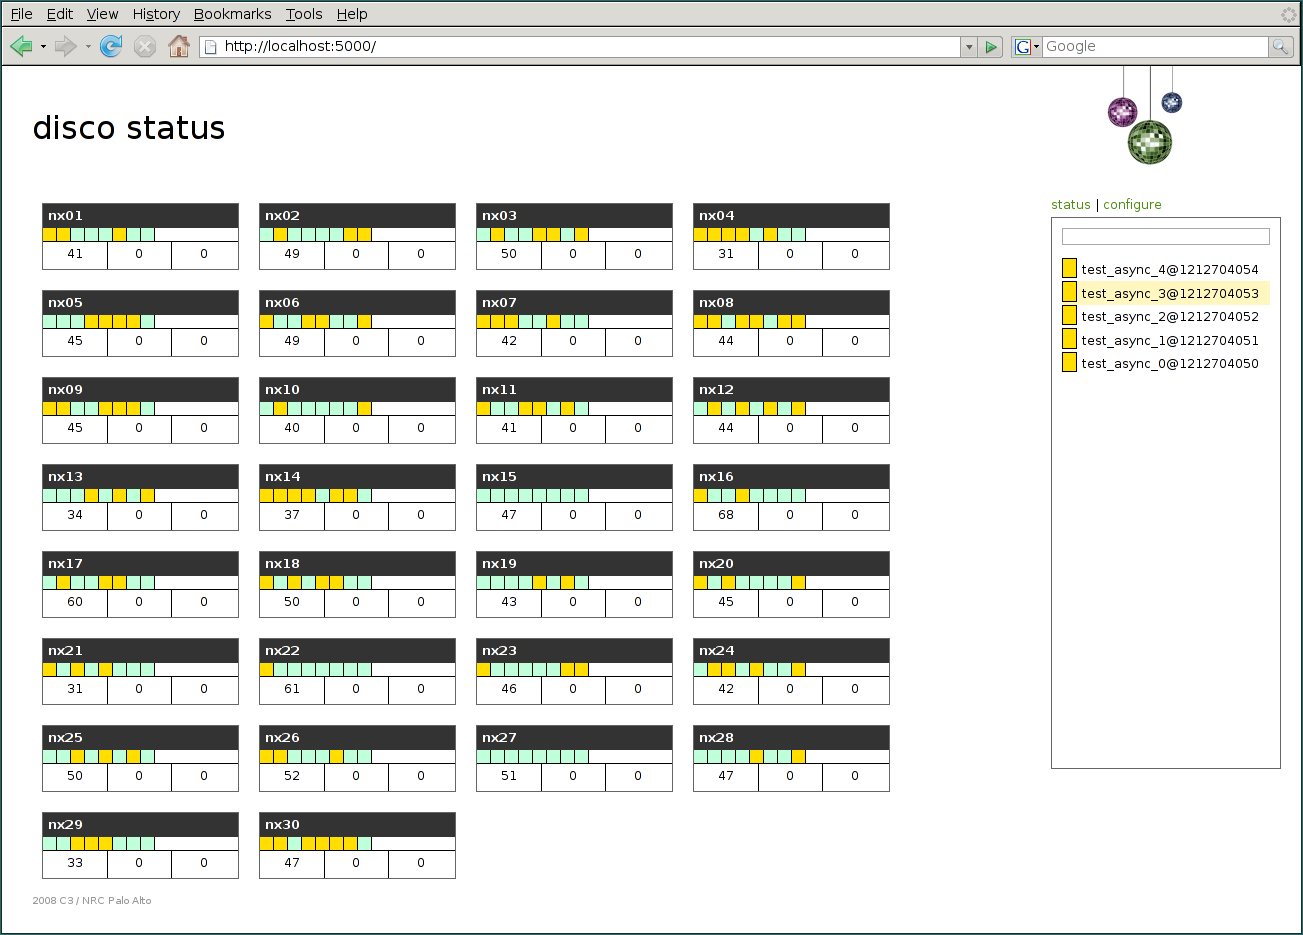 File Edit View History Bookmarks Tools Help
http://localhost:5000/
G Google
disco status
status | configure
nx01 nx02 nx03 nx04
41 0 0 49 0 0 50 0 0 31 0 0
nx05 nx06 nx07 nx08
45 0 0 49 0 0 42 0 0 44 0 0
nx09 nx10 nx11 nx12
45 0 0 40 0 0 41 0 0 44 0 0
nx13 nx14 nx15 nx16
34 0 0 37 0 0 47 0 0 68 0 0
nx17 nx18 nx19 nx20
60 0 0 50 0 0 43 0 0 45 0 0
nx21 nx22 nx23 nx24
31 0 0 61 0 0 46 0 0 42 0 0
nx25 nx26 nx27 nx28
50 0 0 52 0 0 51 0 0 47 0 0
nx29 nx30
33 0 0 47 0 0
test_async_4@1212704054
test_async_3@1212704053
test_async_2@1212704052
test_async_1@1212704051
test_async_0@1212704050
2008 C3 / NRC Palo Alto